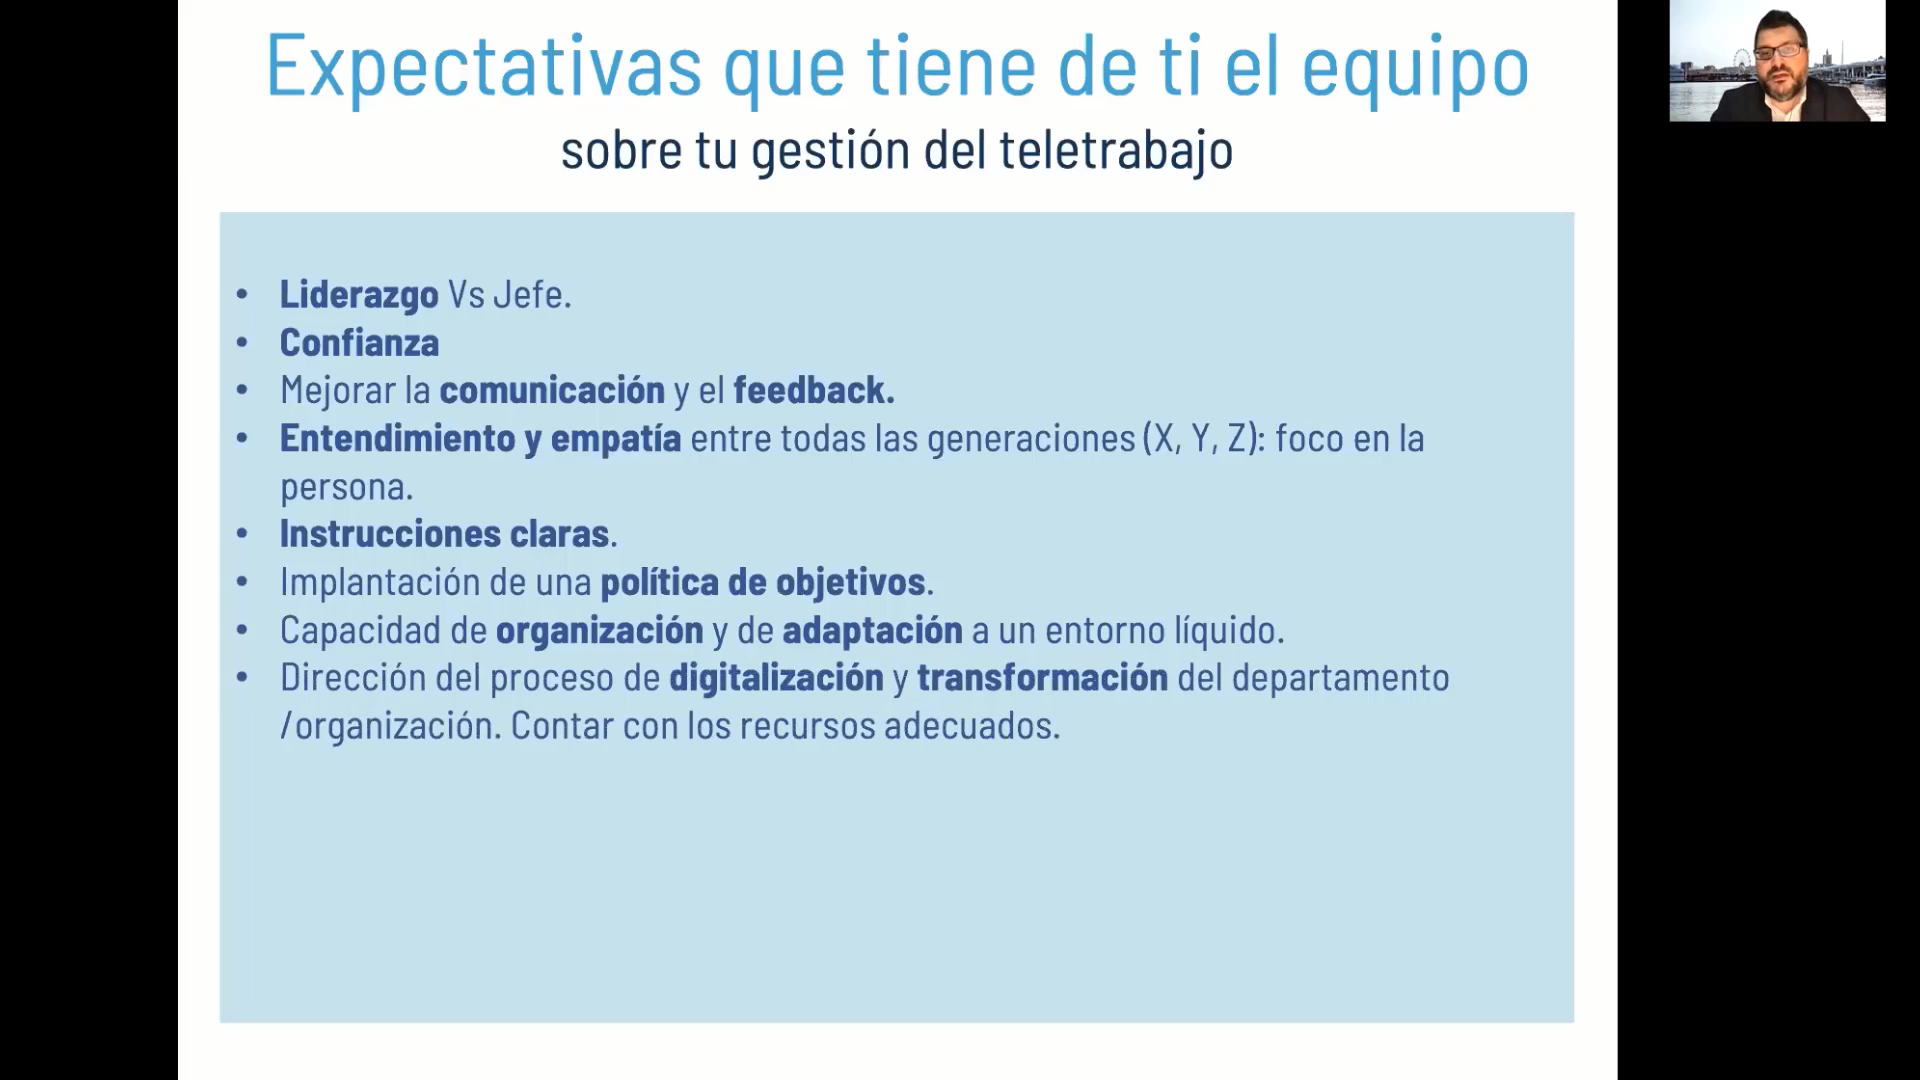 Expectativas que tiene de ti el equipo
sobre tu gestión del teletrabajo
• Liderazgo Vs Jefe.
• Confianza
• Mejorar la comunicación y el feedback.
• Entendimiento y empatía entre todas las generaciones (X, Y, Z): foco en la
persona.
• Instrucciones claras.
• Implantación de una política de objetivos.
• Capacidad de organización y de adaptación a un entorno líquido.
• Dirección del proceso de digitalización y transformación del departamento
/organización. Contar con los recursos adecuados.